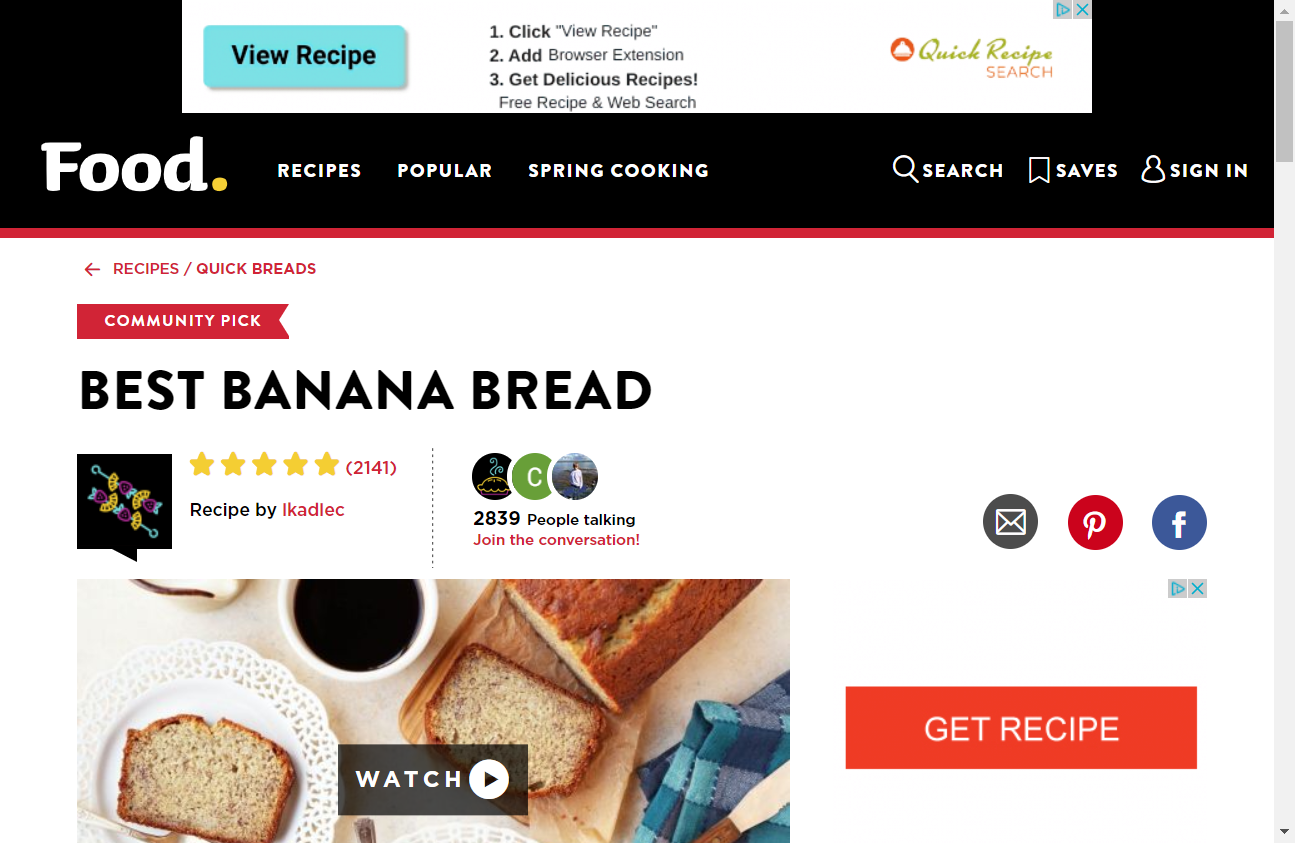 View Recipe
1. Click "View Recipe"
2. Add Browser Extension
3. Get Delicious Recipes!
Free Recipe & Web Search
Quick Recipe
SEARCH
Food.
RECIPES
POPULAR
SPRING COOKING
SEARCH
SAVES
SIGN IN
RECIPES / QUICK BREADS
COMMUNITY PICK
BEST BANANA BREAD
(2141)
Recipe by lkadlec
C
2839 People talking
Join the conversation!
WATCH
GET RECIPE